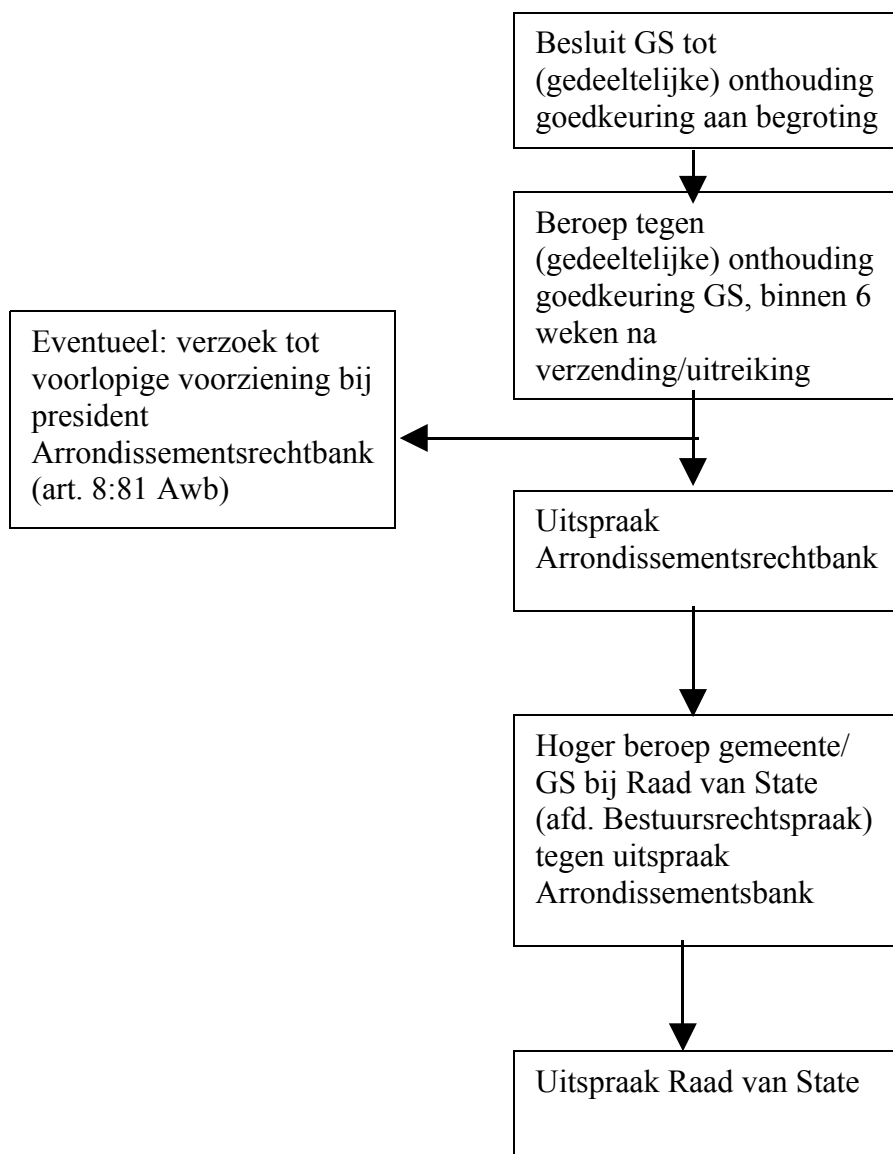 Besluit GS tot
(gedeeltelijke) onthouding
goedkeuring aan begroting
Beroep tegen
(gedeeltelijke) onthouding
goedkeuring GS, binnen 6
weken na
verzending/uitreiking
Eventueel: verzoek tot
voorlopige voorziening bij
president
Arrondissementsrechtbank
(art. 8:81 Awb)
Uitspraak
Arrondissementsrechtbank
Hoger beroep gemeente/
GS bij Raad van State
(afd. Bestuursrechtspraak)
tegen uitspraak
Arrondissementsbank
Uitspraak Raad van State